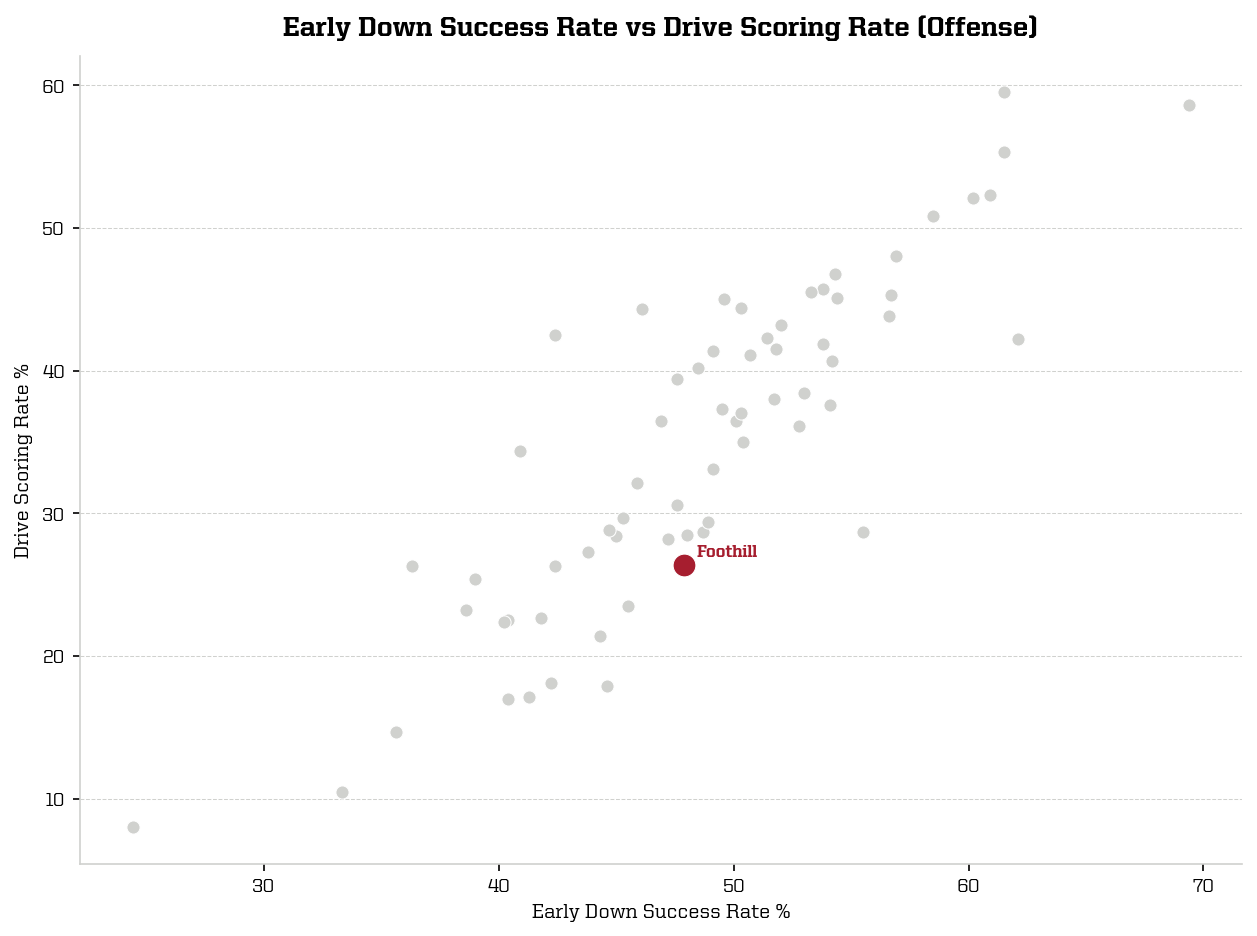 Early Down Success Rate vs Drive Scoring Rate (Offense)
60
50
40
30
20
10
Drive Scoring Rate %
Foothill
30
40
50
60
70
Early Down Success Rate %